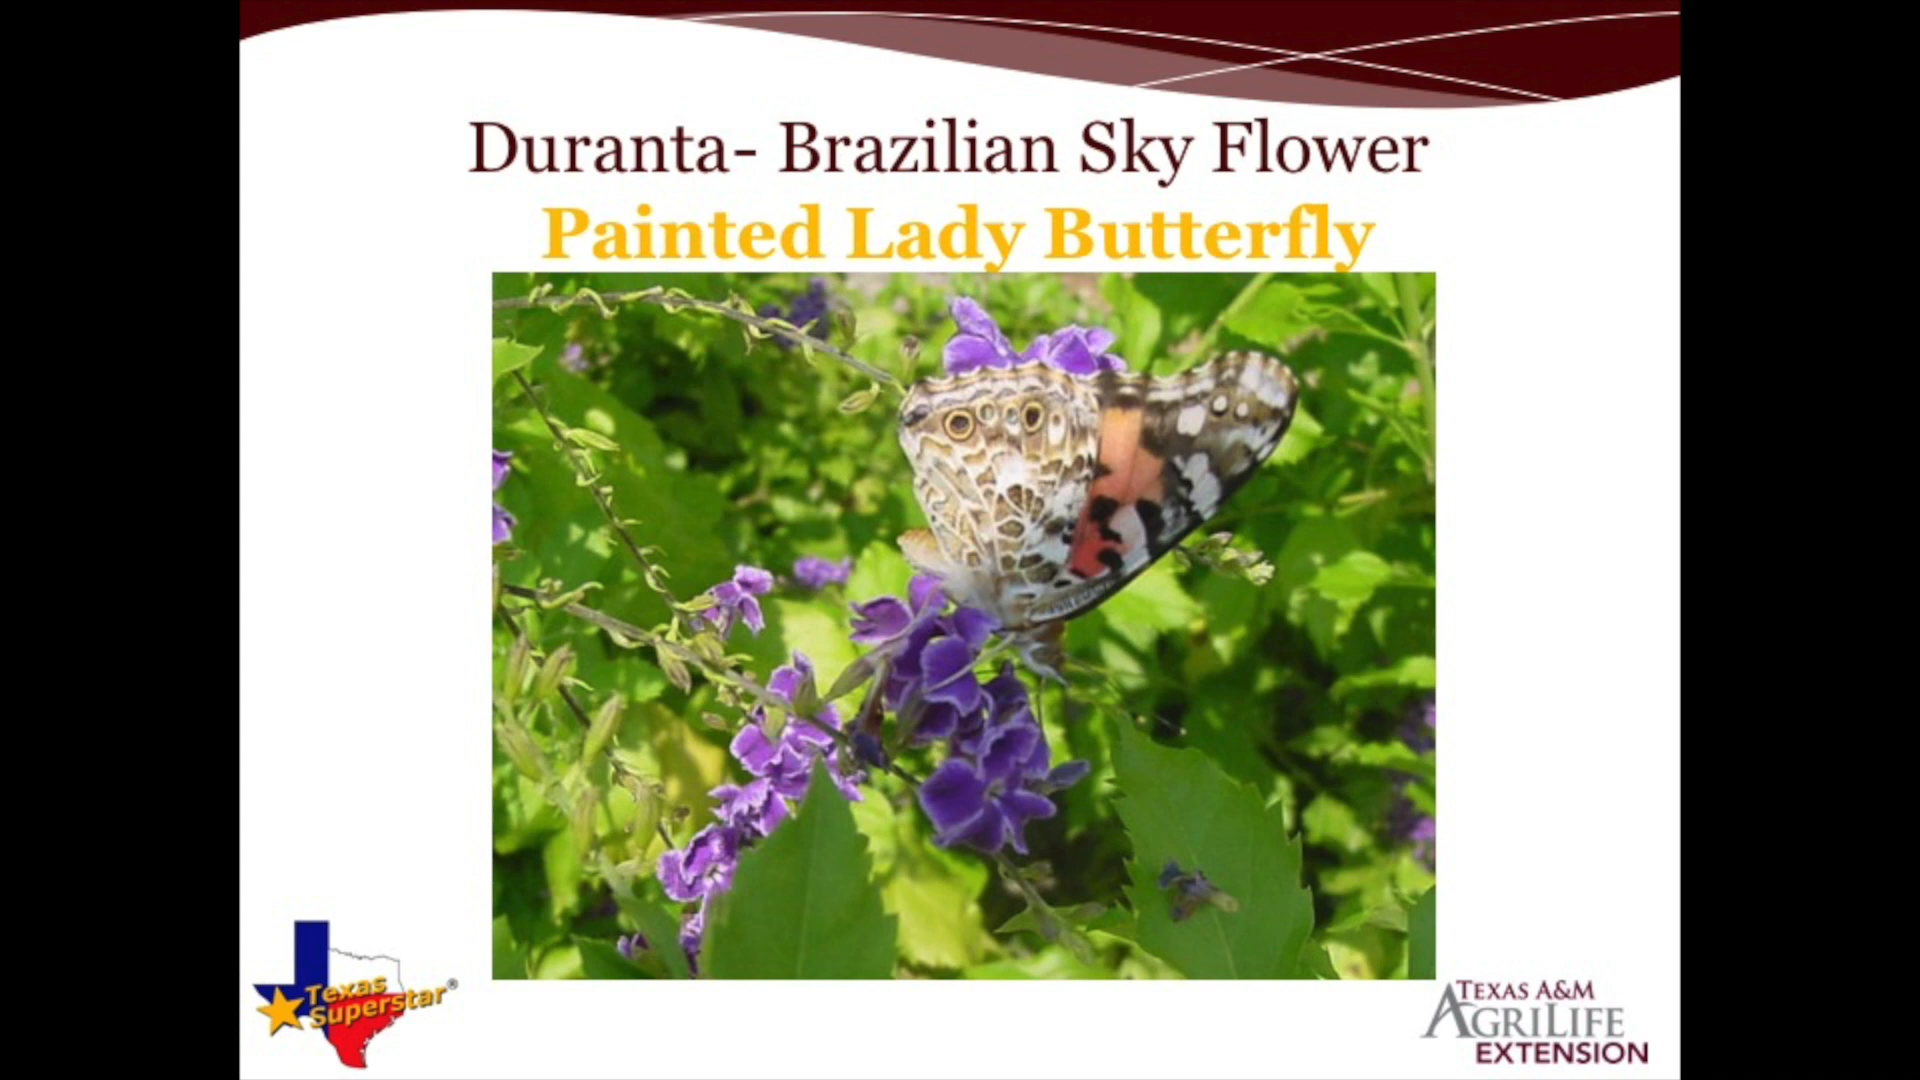 Duranta- Brazilian Sky Flower
Painted Lady Butterfly
Texas
Superstar®
TEXAS A&M
AGRILIFE
EXTENSION